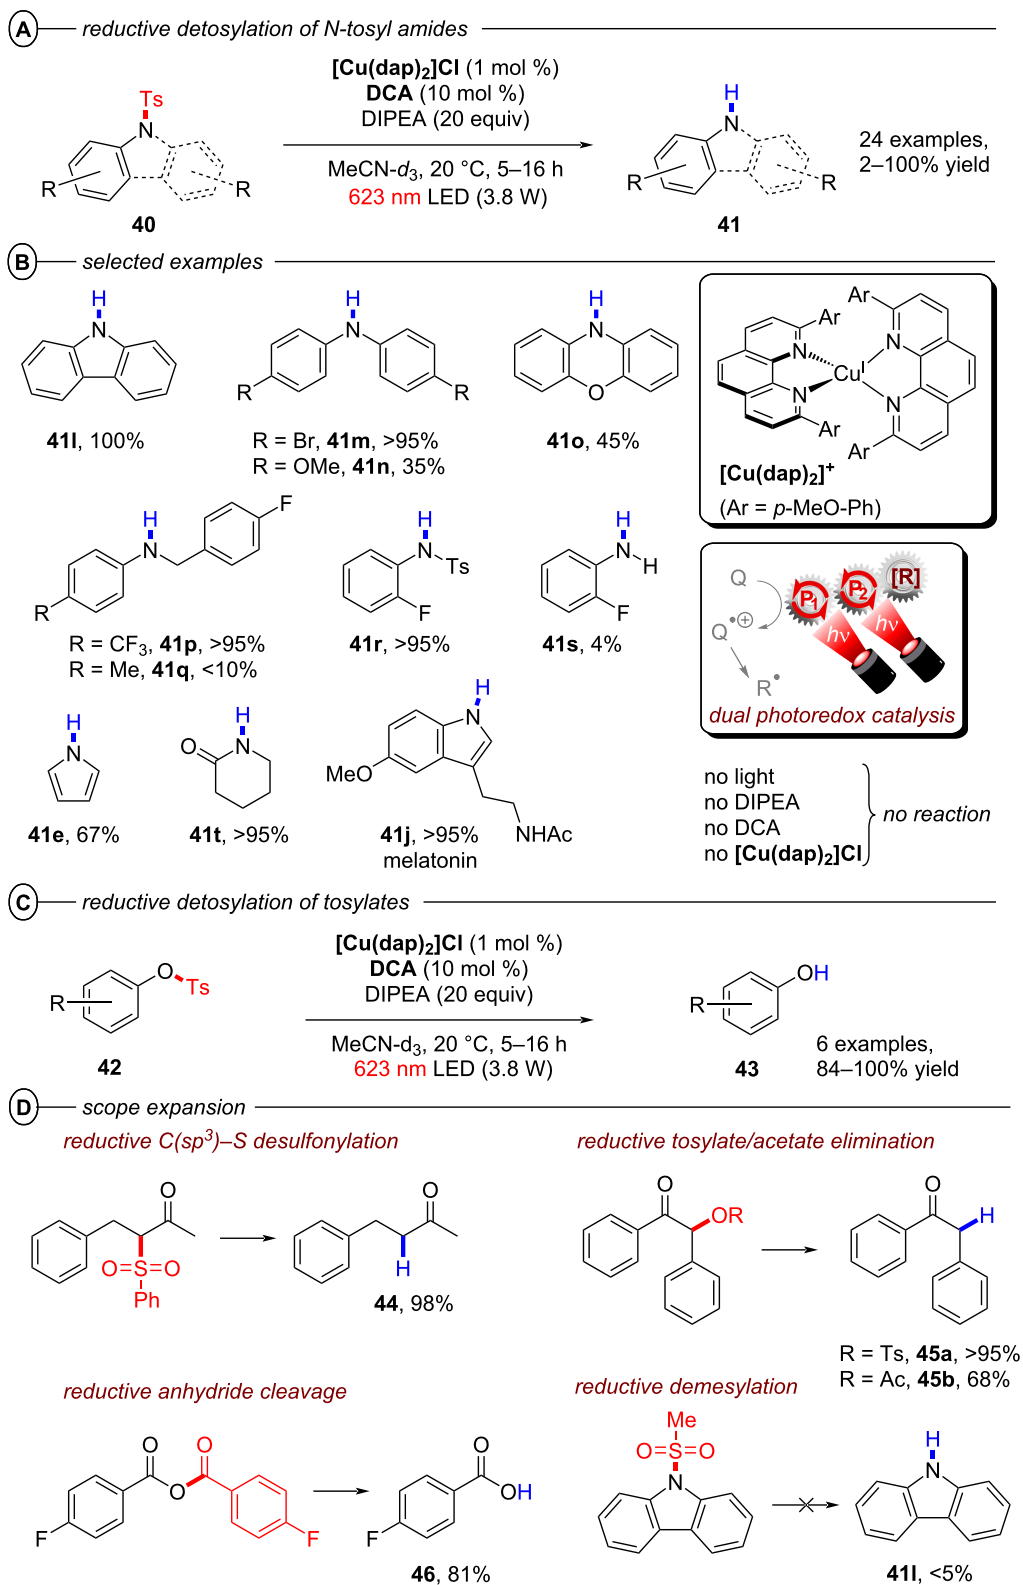 A reductive detosylation of N-tosyl amides
[Cu(dap)2]Cl (1 mol %)
DCA (10 mol %)
DIPEA (20 equiv)
MeCN-d3, 20 °C, 5–16 h
623 nm LED (3.8 W)
Ts
N
R
R
40
H
N
R
R
41
24 examples,
2–100% yield
B selected examples
H
N
41l, 100%
H
N
R
R
R = Br, 41m, >95%
R = OMe, 41n, 35%
H
N
O
41o, 45%
Ar
Ar
N
N
CuI
N
N
Ar
Ar
[Cu(dap)2]+
(Ar = p-MeO-Ph)
H
N
F
R
R = CF3, 41p, >95%
R = Me, 41q, <10%
H
N
Ts
F
41r, >95%
H
N
H
F
41s, 4%
Q
Q•+
R•
P1
P2
[R]
hν
hν
dual photoredox catalysis
H
N
41e, 67%
H
O
N
41t, >95%
H
N
MeO
NHAc
41j, >95%
melatonin
no light
no DIPEA
no DCA
no [Cu(dap)2]Cl
no reaction
C reductive detosylation of tosylates
[Cu(dap)2]Cl (1 mol %)
DCA (10 mol %)
DIPEA (20 equiv)
MeCN-d3, 20 °C, 5–16 h
623 nm LED (3.8 W)
O
Ts
R
42
OH
R
43
6 examples,
84–100% yield
D scope expansion
reductive C(sp3)–S desulfonylation
O
O=S=O
Ph
O
H
44, 98%
reductive tosylate/acetate elimination
O
OR
O
H
R = Ts, 45a, >95%
R = Ac, 45b, 68%
reductive anhydride cleavage
O
O
O
F
F
O
OH
F
46, 81%
reductive demesylation
Me
O=S=O
N
H
N
41l, <5%